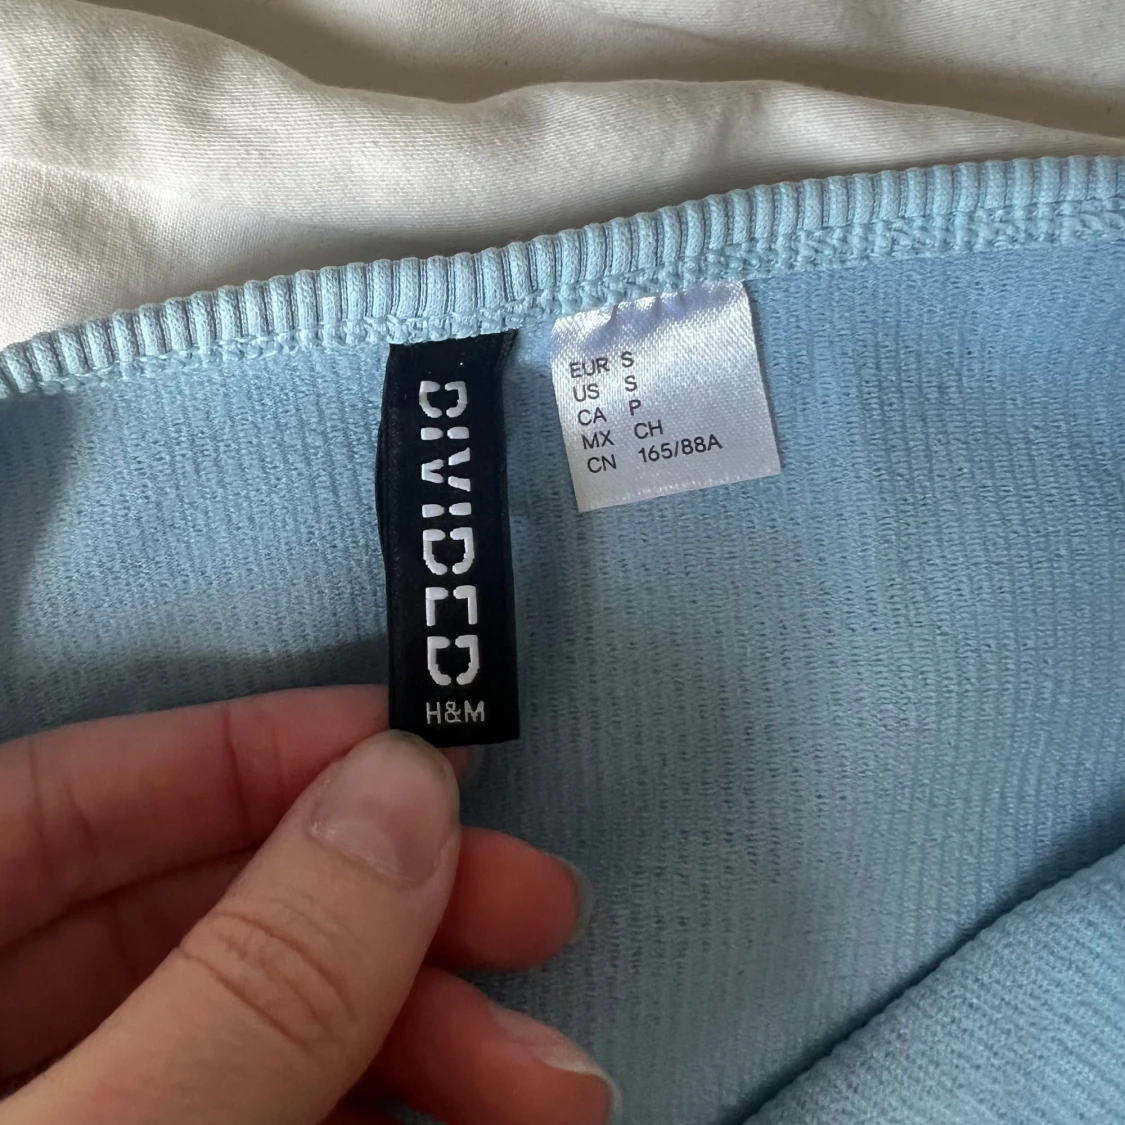 DIVIDED
H&M
EUR S
US S
CA P
MX CH
CN 165/88A